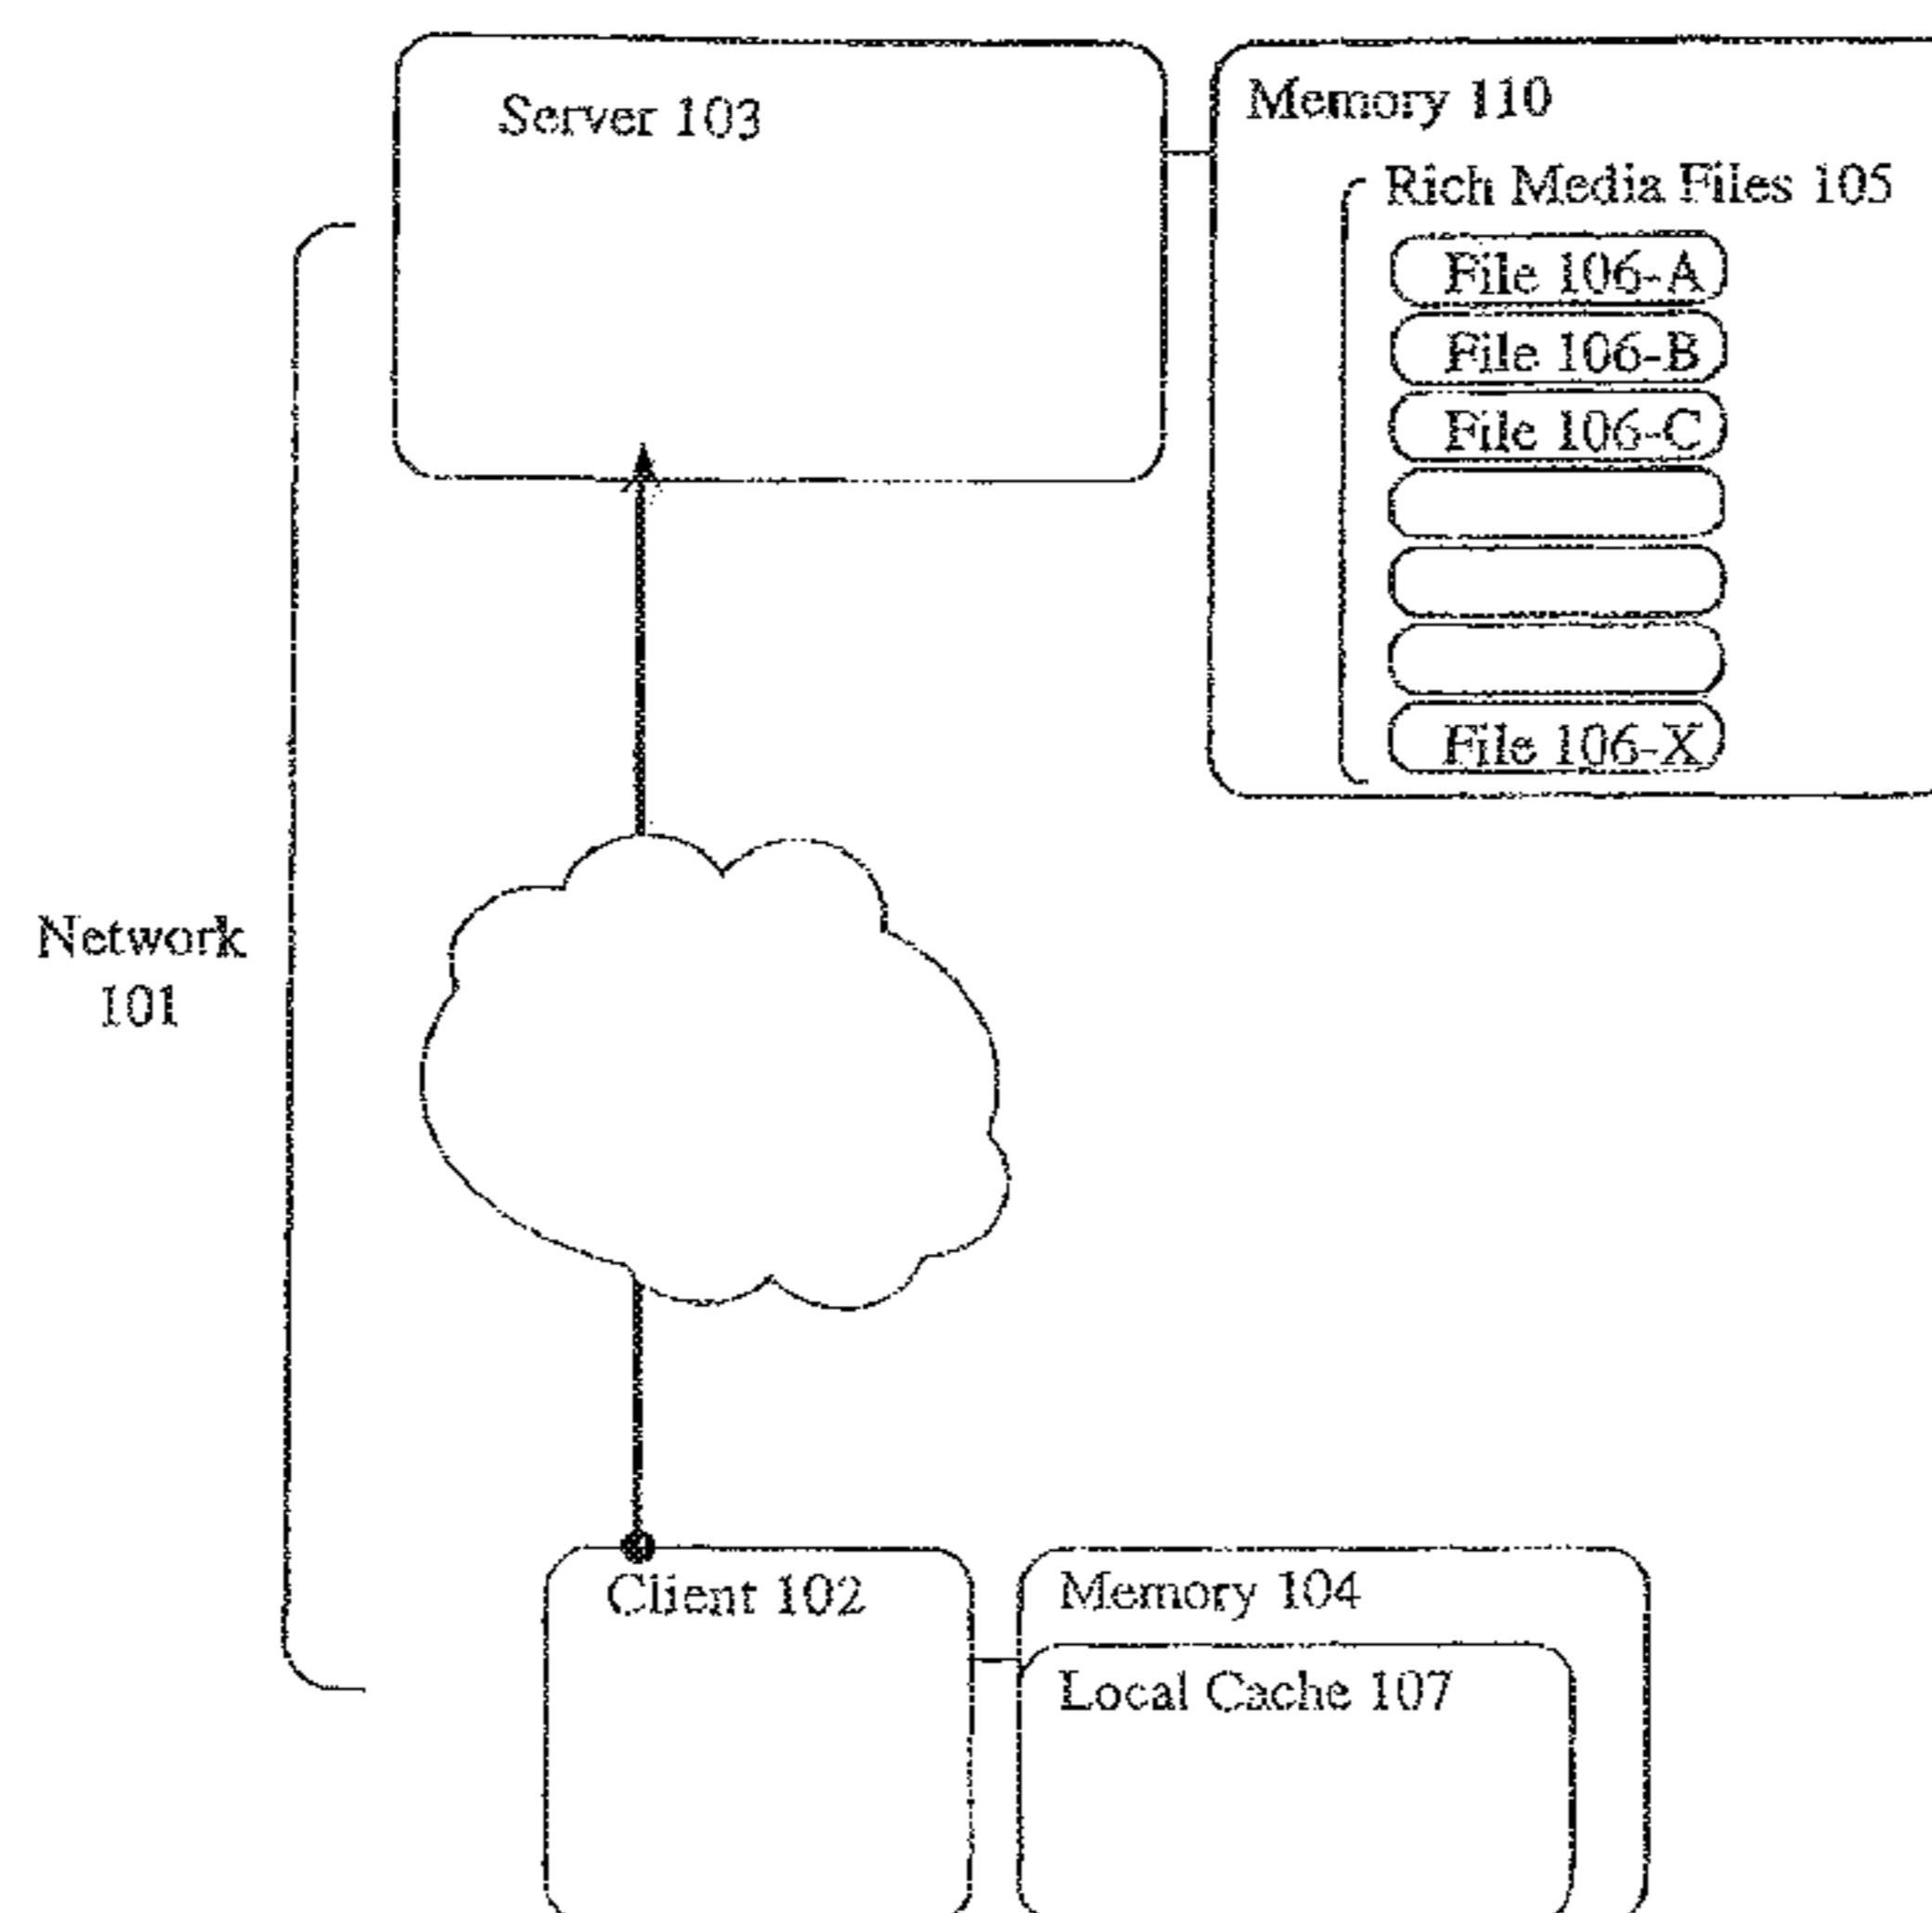 Server 103
Memory 110
Rich Media Files 105
File 106-A
File 106-B
File 106-C
File 106-X
Network
101
Client 102
Memory 104
Local Cache 107